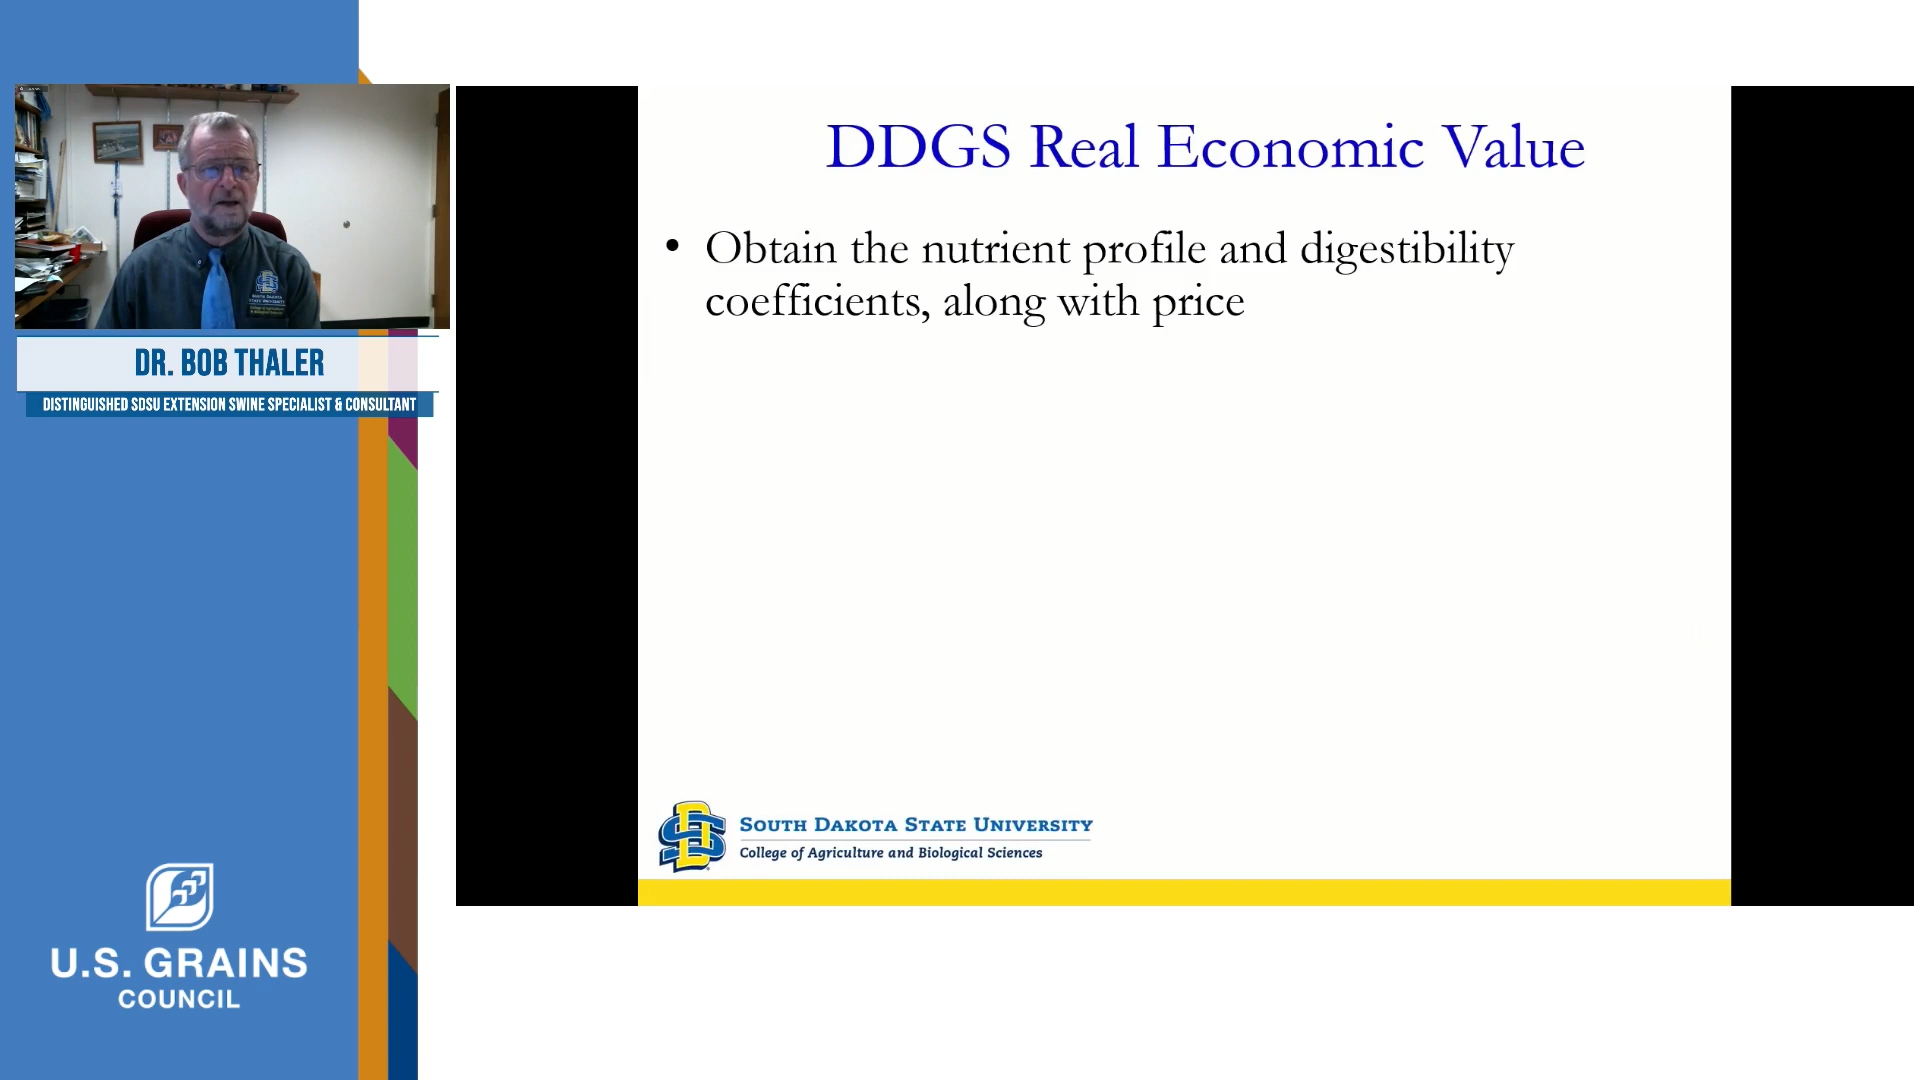 DDGS Real Economic Value
• Obtain the nutrient profile and digestibility
coefficients, along with price
DR. BOB THALER
DISTINGUISHED SDSU EXTENSION SWINE SPECIALIST & CONSULTANT
SOUTH DAKOTA STATE UNIVERSITY
College of Agriculture and Biological Sciences
U.S. GRAINS
COUNCIL